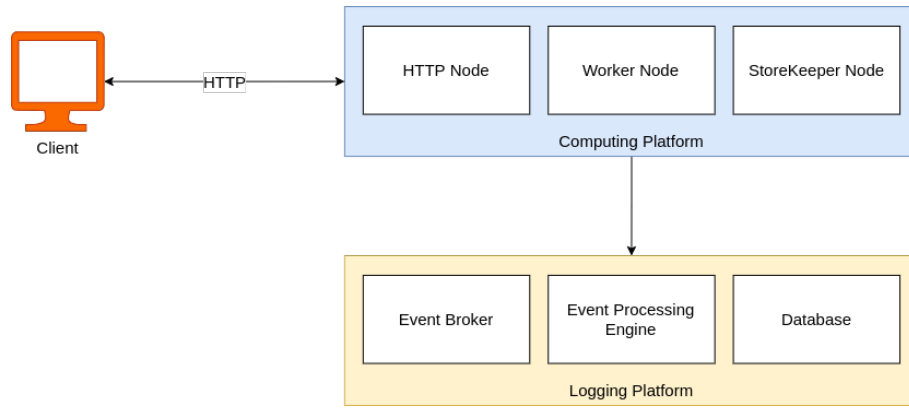 HTTP Node
Worker Node
StoreKeeper Node
HTTP
Client
Computing Platform
Event Broker
Event Processing
Engine
Database
Logging Platform